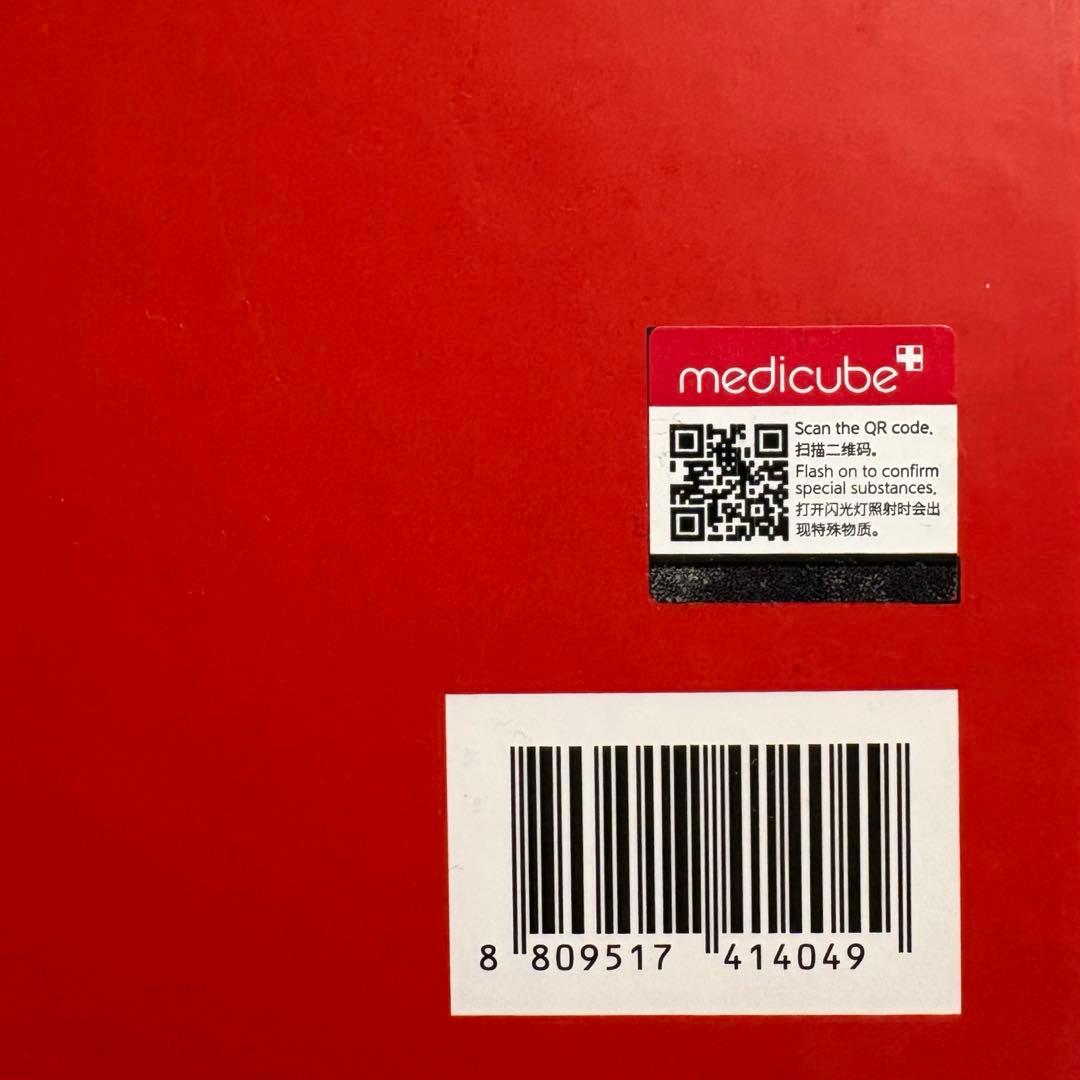 medicube
Scan the QR code.
扫描二维码。
Flash on to confirm
special substances.
打开闪光灯照射时会出
现特殊物质。
8 809517 414049